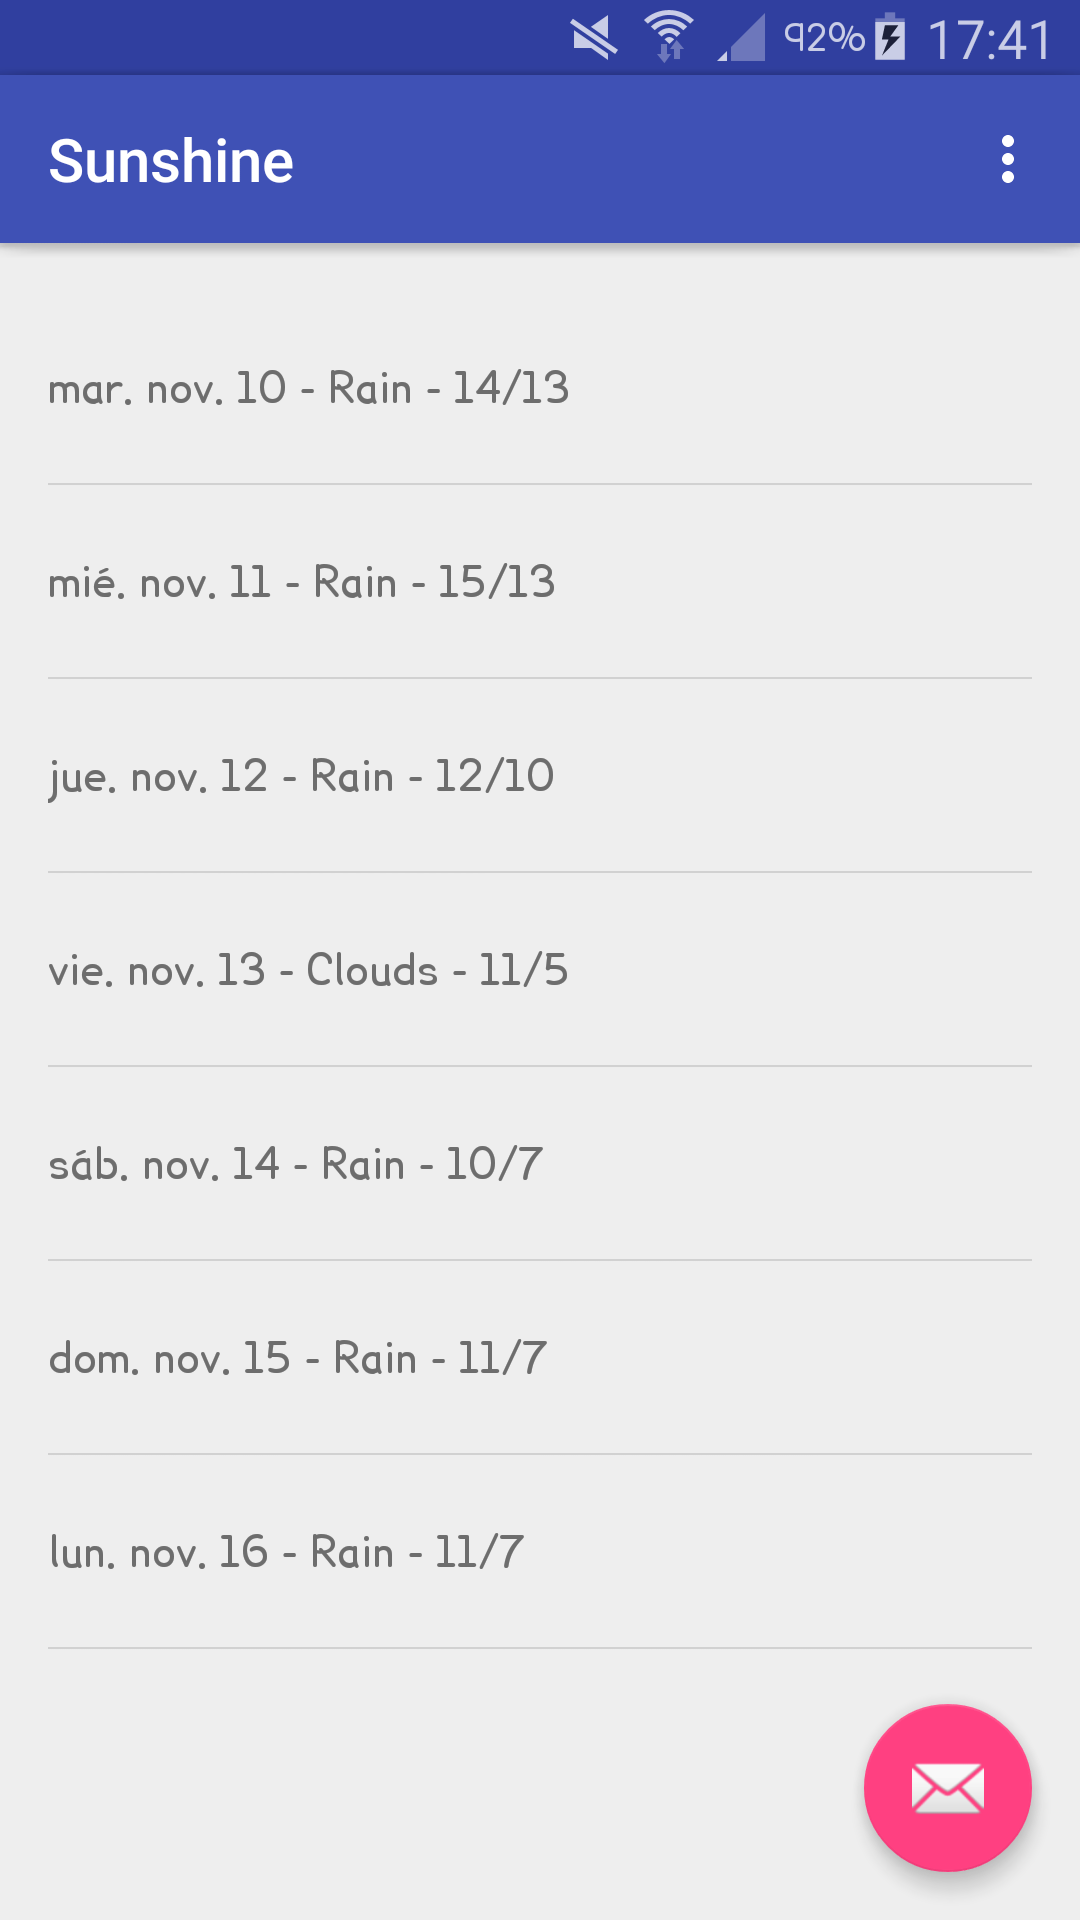 92% 17:41
Sunshine
mar. nov. 10 - Rain - 14/13
mié. nov. 11 - Rain - 15/13
jue. nov. 12 - Rain - 12/10
vie. nov. 13 - Clouds - 11/5
sáb. nov. 14 - Rain - 10/7
dom. nov. 15 - Rain - 11/7
lun. nov. 16 - Rain - 11/7